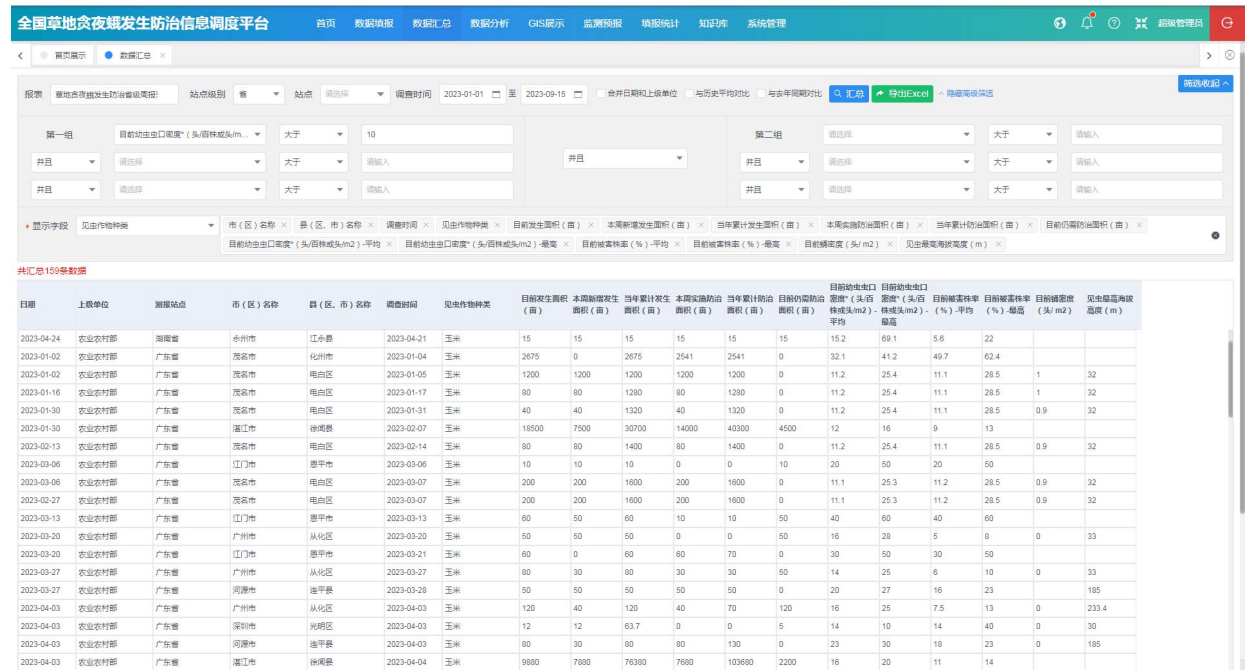 全国草地贪夜蛾发生防治信息调度平台 首页 数据填报 数据汇总 数据分析 GIS展示 监测预报 填报统计 知识库 系统管理 超级管理员
首页展示 数据汇总 ×
筛选收起
报表 草地贪夜蛾发生防治省级周报 站点级别 省 站点 请选择 调查时间 2023-01-01 至 2023-09-15 合并日期和上级单位 与历史平均对比 与去年同期对比 汇总 导出Excel 隐藏高级筛选
第一组 目前幼虫虫口密度*(头/百株或头/m... 大于 10 第二组 请选择 大于 请输入
并且 请选择 大于 请输入 并且 并且 请选择 大于 请输入
并且 请选择 大于 请输入 并且 请选择 大于 请输入
* 显示字段 见虫作物种类 市(区)名称 × 县(区、市)名称 × 调查时间 × 见虫作物种类 × 目前发生面积(亩) × 本周新增发生面积(亩) × 当年累计发生面积(亩) × 本周实施防治面积(亩) × 当年累计防治面积(亩) × 目前仍需防治面积(亩) ×
目前幼虫虫口密度*(头/百株或头/m2)-平均 × 目前幼虫虫口密度*(头/百株或头/m2)-最高 × 目前被害株率(%)-平均 × 目前被害株率(%)-最高 × 目前蛹密度(头/ m2) × 见虫最高海拔高度(m) ×
共汇总159条数据
日期 上级单位 测报站点 市(区)名称 县(区、市)名称 调查时间 见虫作物种类 目前发生面积(亩) 本周新增发生面积(亩) 当年累计发生面积(亩) 本周实施防治面积(亩) 当年累计防治面积(亩) 目前仍需防治面积(亩) 目前幼虫虫口密度*(头/百株或头/m2)-平均 目前幼虫虫口密度*(头/百株或头/m2)-最高 目前被害株率(%)-平均 目前被害株率(%)-最高 目前蛹密度(头/ m2) 见虫最高海拔高度(m)
2023-04-24 农业农村部 湖南省 永州市 江永县 2023-04-21 玉米 15 15 15 15 15 15 15.2 69.1 5.6 22
2023-01-02 农业农村部 广东省 茂名市 化州市 2023-01-04 玉米 2675 0 2675 2541 2541 0 32.1 41.2 49.7 62.4
2023-01-02 农业农村部 广东省 茂名市 电白区 2023-01-05 玉米 1200 1200 1200 1200 1200 0 11.2 25.4 11.1 28.5 1 32
2023-01-16 农业农村部 广东省 茂名市 电白区 2023-01-17 玉米 80 80 1280 80 1280 0 11.2 25.4 11.1 28.5 1 32
2023-01-30 农业农村部 广东省 茂名市 电白区 2023-01-31 玉米 40 40 1320 40 1320 0 11.2 25.4 11.1 28.5 0.9 32
2023-01-30 农业农村部 广东省 湛江市 徐闻县 2023-02-07 玉米 18500 7500 30700 14000 40300 4500 12 16 9 13
2023-02-13 农业农村部 广东省 茂名市 电白区 2023-02-14 玉米 80 80 1400 80 1400 0 11.2 25.4 11.1 28.5 0.9 32
2023-03-06 农业农村部 广东省 江门市 恩平市 2023-03-06 玉米 10 10 10 0 0 10 20 50 20 50
2023-03-06 农业农村部 广东省 茂名市 电白区 2023-03-07 玉米 200 200 1600 200 1600 0 11.1 25.3 11.2 28.5 0.9 32
2023-02-27 农业农村部 广东省 茂名市 电白区 2023-03-07 玉米 200 200 1600 200 1600 0 11.1 25.3 11.2 28.5 0.9 32
2023-03-13 农业农村部 广东省 江门市 恩平市 2023-03-13 玉米 60 50 60 10 10 50 40 60 40 60
2023-03-20 农业农村部 广东省 广州市 从化区 2023-03-20 玉米 50 50 50 0 0 50 16 28 5 8 0 33
2023-03-20 农业农村部 广东省 江门市 恩平市 2023-03-21 玉米 60 0 60 60 70 0 30 50 30 50
2023-03-27 农业农村部 广东省 广州市 从化区 2023-03-27 玉米 80 30 80 30 30 50 14 25 6 10 0 33
2023-03-27 农业农村部 广东省 河源市 连平县 2023-03-28 玉米 50 50 50 50 50 0 20 27 16 23 185
2023-04-03 农业农村部 广东省 广州市 从化区 2023-04-03 玉米 120 40 120 40 70 120 16 25 7.5 13 0 233.4
2023-04-03 农业农村部 广东省 深圳市 光明区 2023-04-03 玉米 12 12 63.7 0 0 5 14 10 14 40 0 30
2023-04-03 农业农村部 广东省 河源市 连平县 2023-04-03 玉米 80 30 80 80 130 0 23 30 18 23 0 185
2023-04-03 农业农村部 广东省 湛江市 徐闻县 2023-04-04 玉米 9880 7880 76380 7680 103680 2200 16 20 11 14